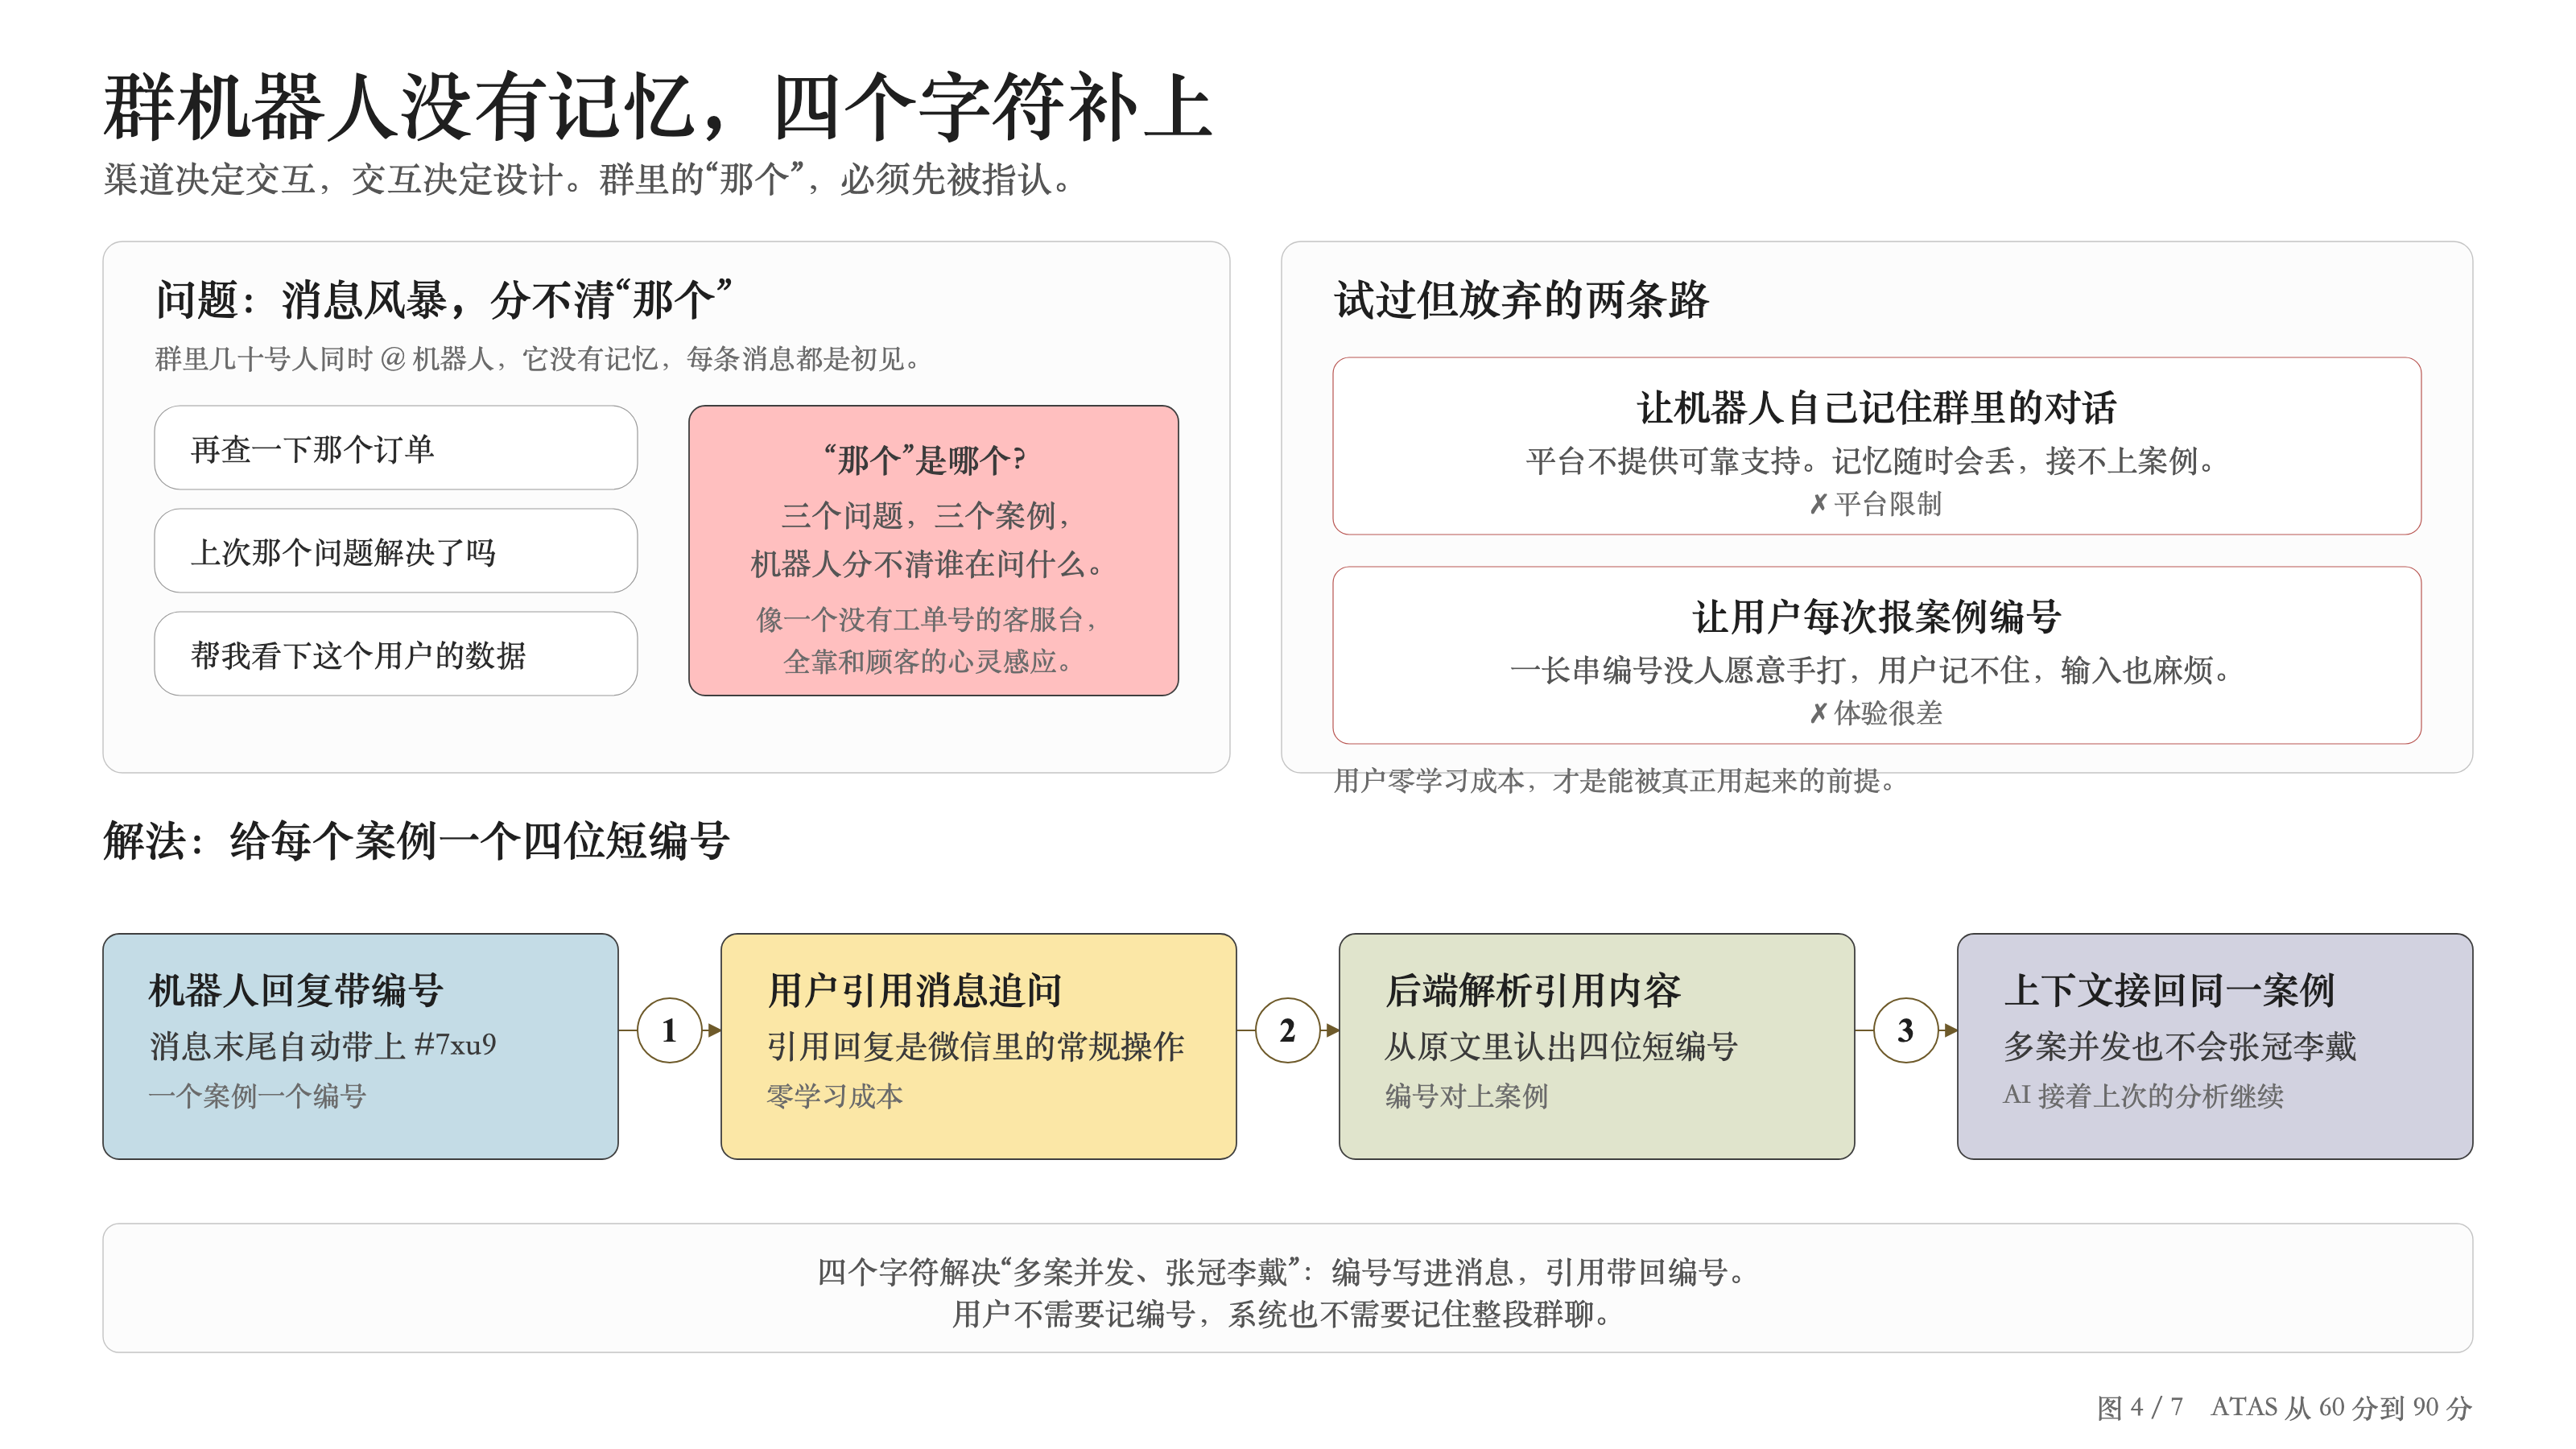 群机器人没有记忆，四个字符补上
渠道决定交互，交互决定设计。群里的“那个”，必须先被指认。
问题：消息风暴，分不清“那个”
群里几十号人同时 @ 机器人，它没有记忆，每条消息都是初见。
再查一下那个订单
上次那个问题解决了吗
帮我看下这个用户的数据
“那个”是哪个？
三个问题，三个案例，
机器人分不清谁在问什么。
像一个没有工单号的客服台，
全靠和顾客的心灵感应。
试过但放弃的两条路
让机器人自己记住群里的对话
平台不提供可靠支持。记忆随时会丢，接不上案例。
✗ 平台限制
让用户每次报案例编号
一长串编号没人愿意手打，用户记不住，输入也麻烦。
✗ 体验很差
用户零学习成本，才是能被真正用起来的前提。
解法：给每个案例一个四位短编号
机器人回复带编号
消息末尾自动带上 #7xu9
一个案例一个编号
1
用户引用消息追问
引用回复是微信里的常规操作
零学习成本
2
后端解析引用内容
从原文里认出四位短编号
编号对上案例
3
上下文接回同一案例
多案并发也不会张冠李戴
AI 接着上次的分析继续
四个字符解决“多案并发、张冠李戴”：编号写进消息，引用带回编号。
用户不需要记编号，系统也不需要记住整段群聊。
图 4 / 7 ATAS 从 60 分到 90 分